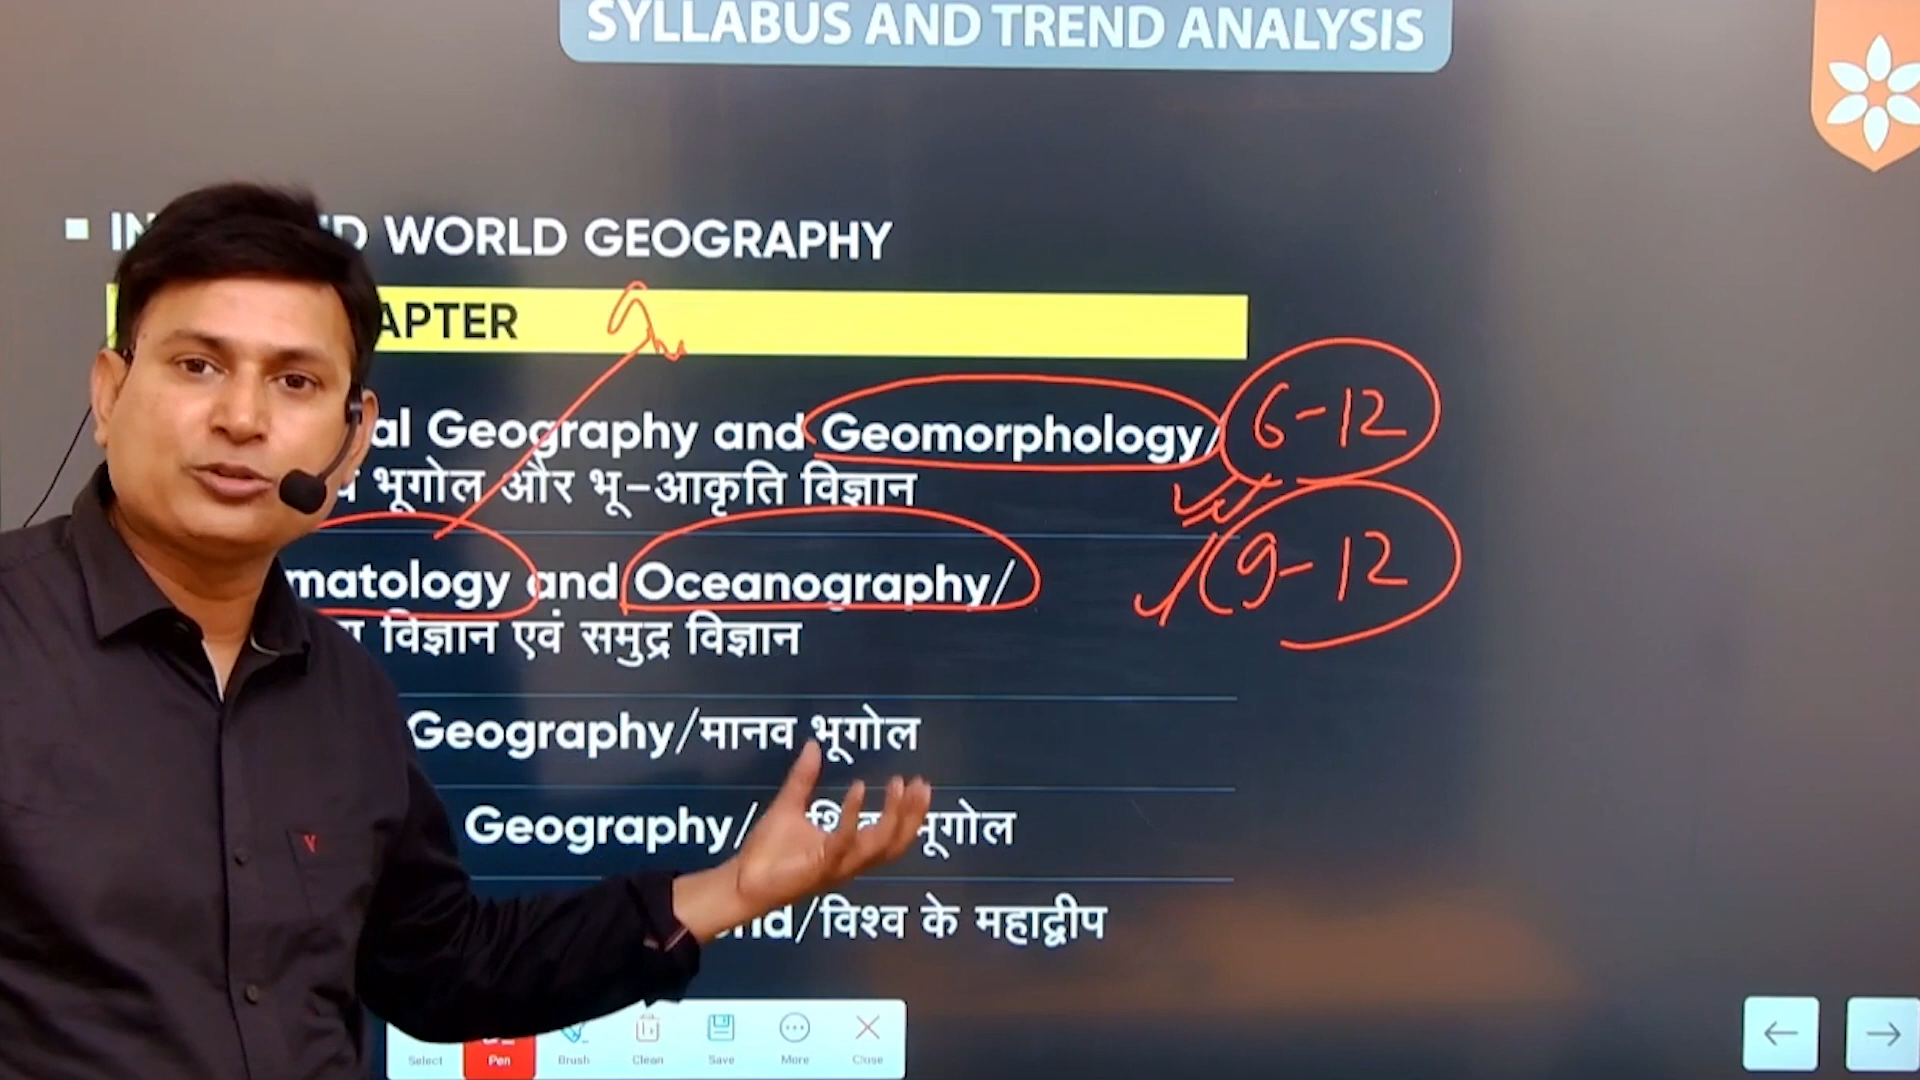 SYLLABUS AND TREND ANALYSIS
WORLD GEOGRAPHY
APTER
al Geography and Geomorphology/ 6-12
भूगोल और भू-आकृति विज्ञान
matology and Oceanography/ 9-12
विज्ञान एवं समुद्र विज्ञान
Geography/मानव भूगोल
Geography/ भूगोल
/विश्व के महाद्वीप
Select Pen Brush Clean Save More Close